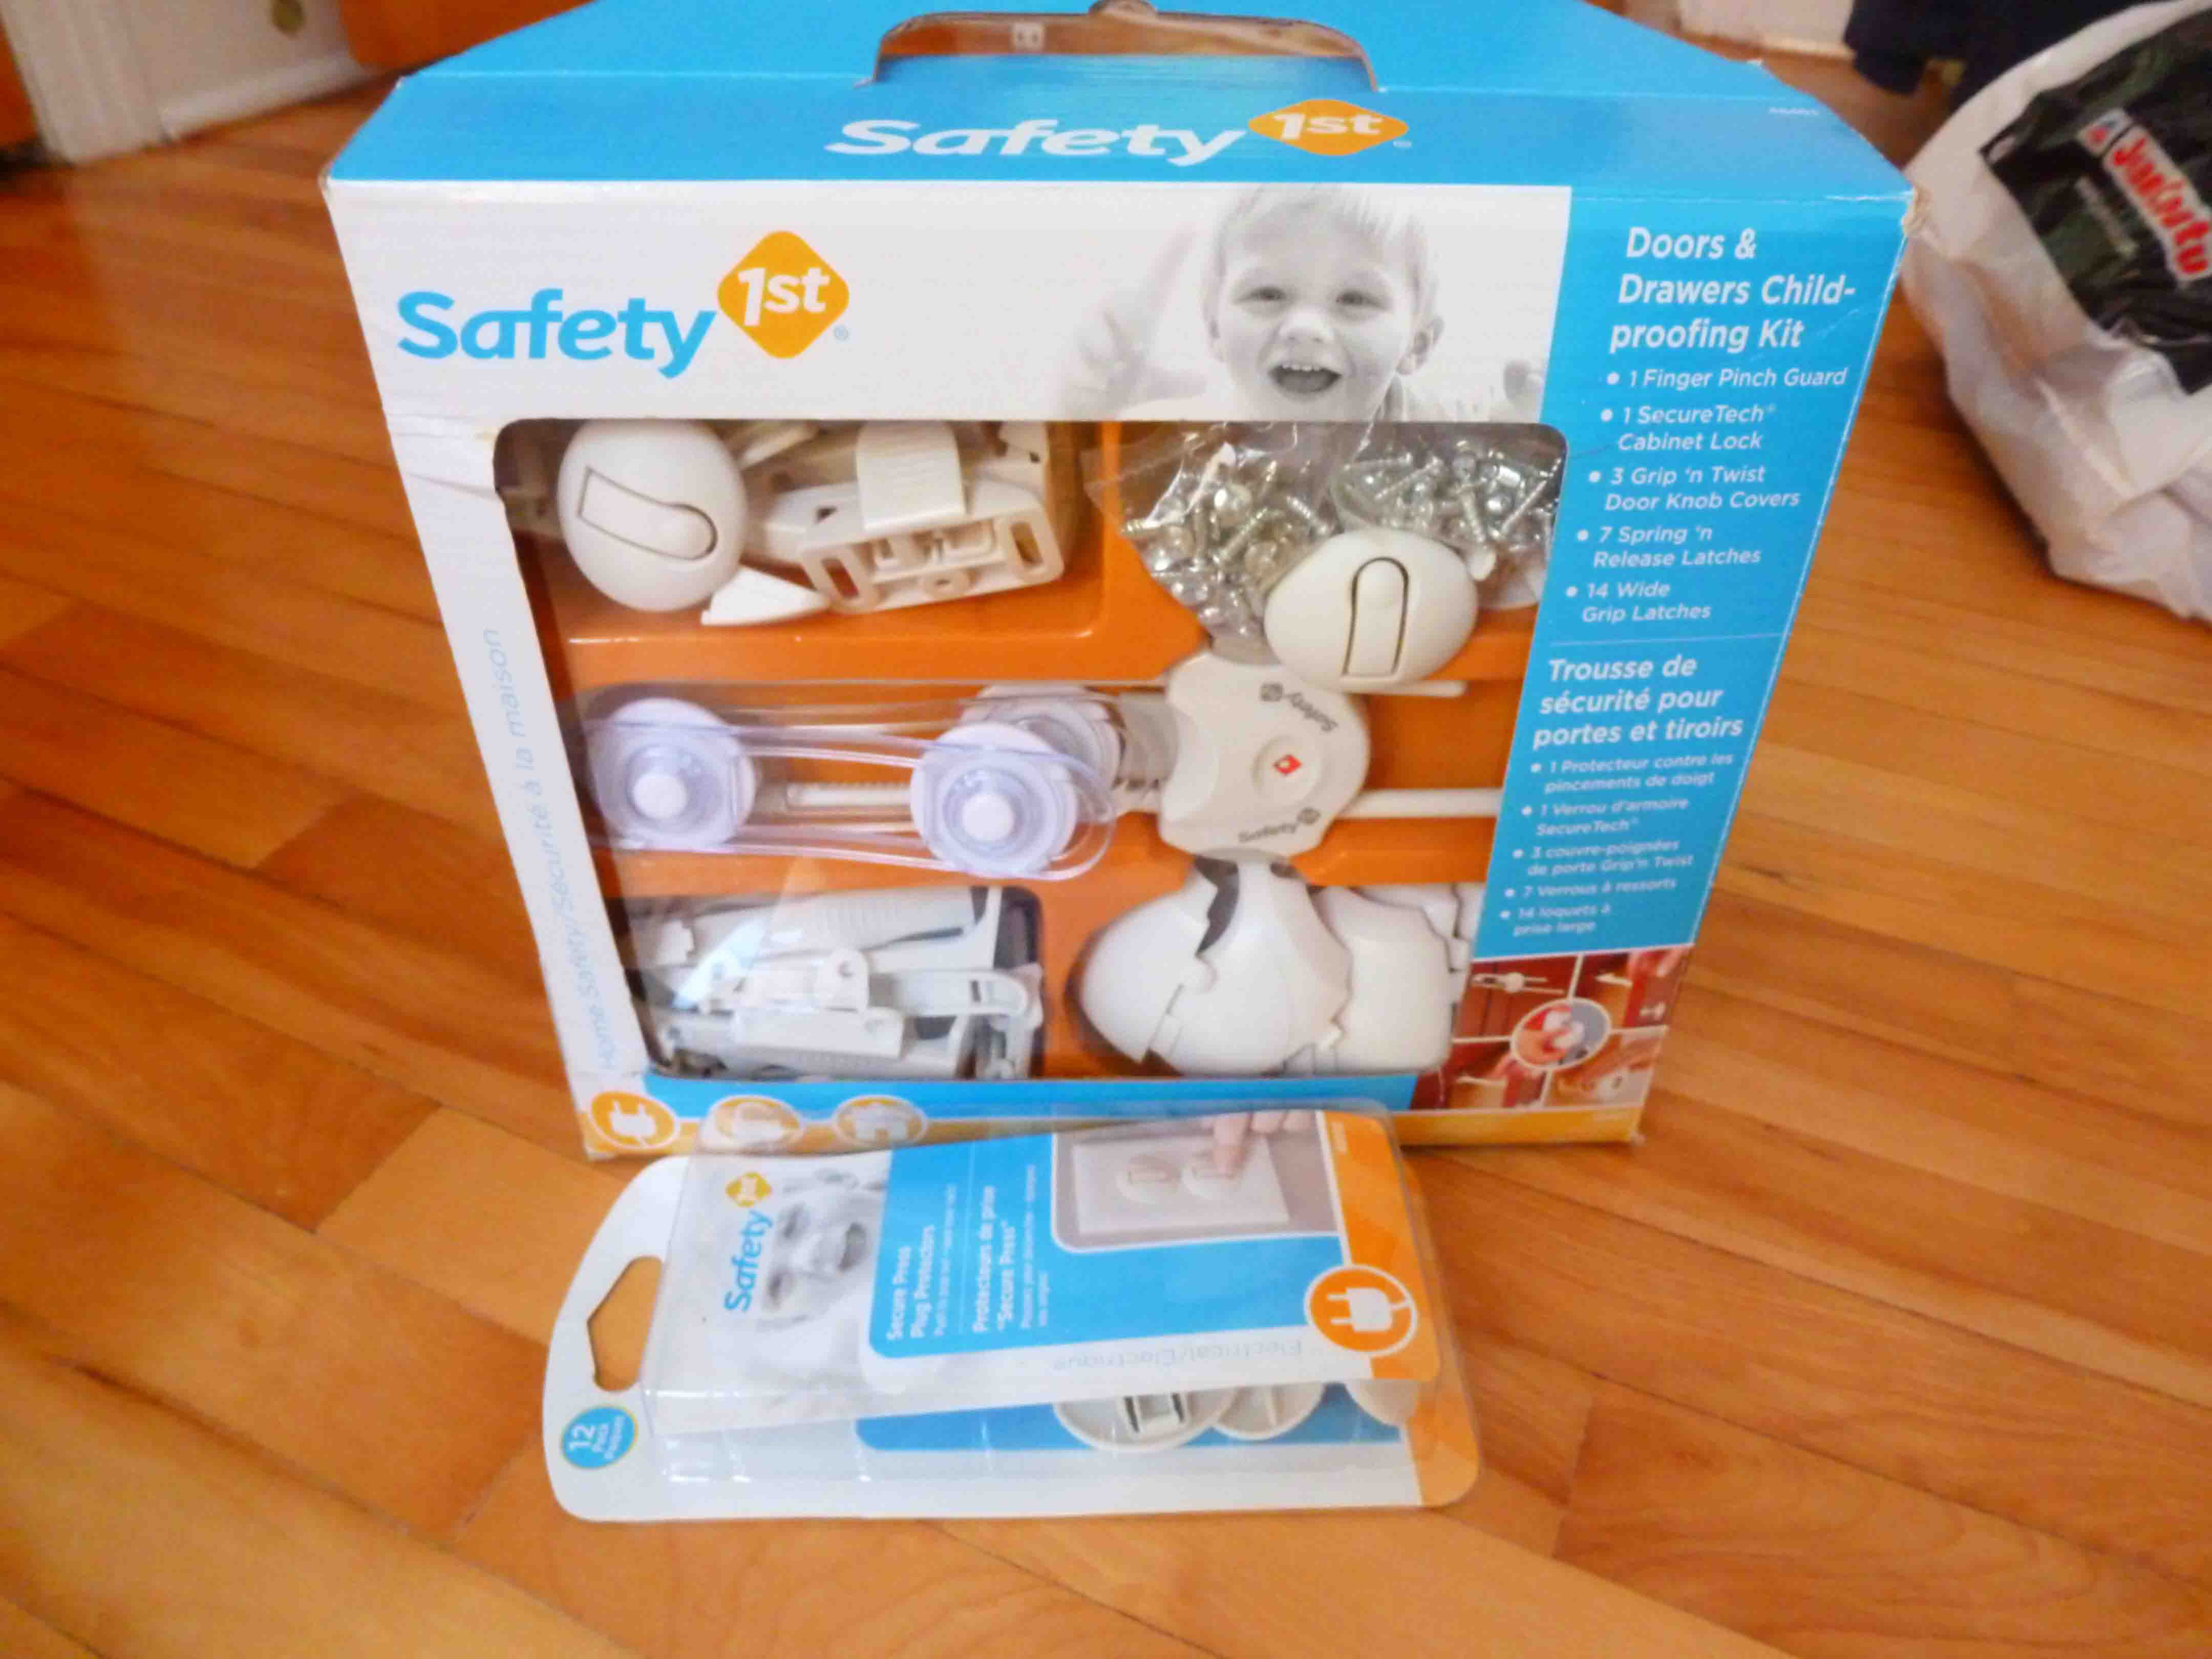 Safety 1st®
Safety 1st®
Doors &
Drawers Child-
proofing Kit
• 1 Finger Pinch Guard
• 1 SecureTech®
Cabinet Lock
• 3 Grip 'n Twist
Door Knob Covers
• 7 Spring 'n
Release Latches
• 14 Wide
Grip Latches
Trousse de
sécurité pour
portes et tiroirs
• 1 Protecteur contre les
pincements de doigt
• 1 Verrou d'armoire
SecureTech®
• 3 couvre-poignées
de porte Grip'n Twist
• 7 Verrous à ressorts
• 14 loquets à
prise large
Home Safety/Sécurité à la maison
Safety
Safety
Safety 1st
Secure Press
Plug Protectors
Protecteurs de prise
"Secure Press"
Electrical/Électrique
12
Pack